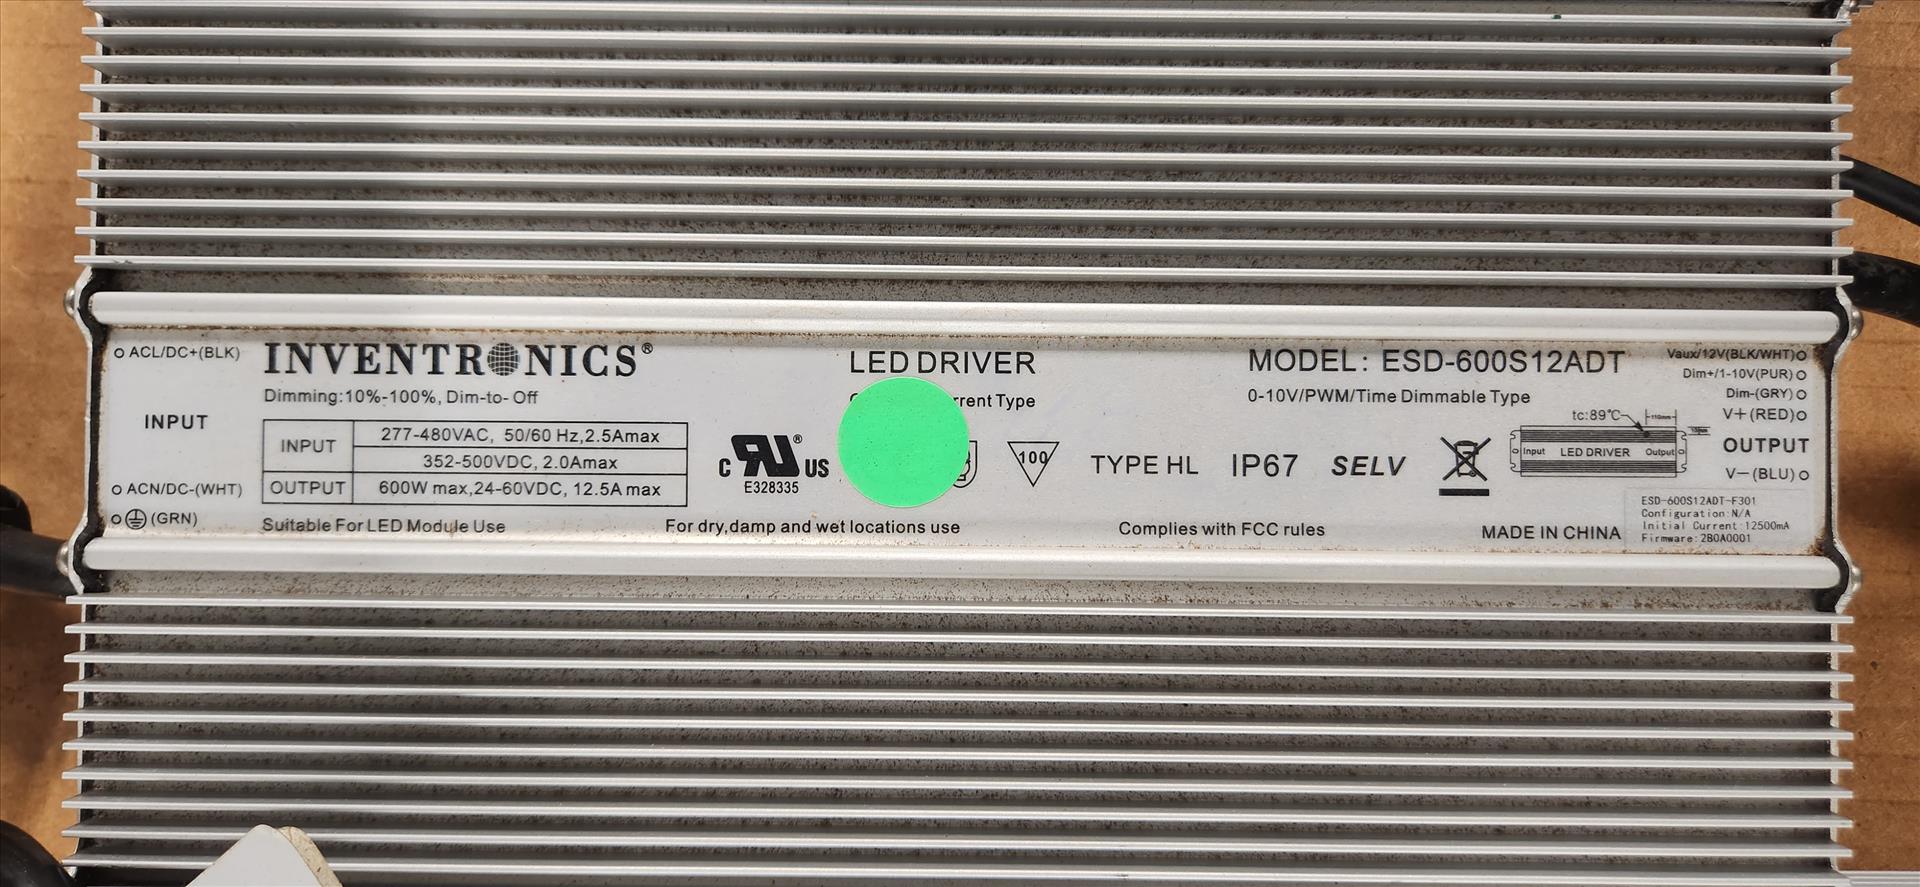 ACL/DC+(BLK)
INPUT
ACN/DC-(WHT)
(GRN)
INVENTRONICS®
Dimming:10%-100%, Dim-to-Off
INPUT
277-480VAC, 50/60 Hz,2.5Amax
352-500VDC, 2.0Amax
OUTPUT
600W max,24-60VDC, 12.5A max
Suitable For LED Module Use
C US ®
E328335
LED DRIVER
Type
100
For dry,damp and wet locations use
MODEL: ESD-600S12ADT
0-10V/PWM/Time Dimmable Type
TYPE HL IP67 SELV
Complies with FCC rules
MADE IN CHINA
tc:89℃
110mm
Input LED DRIVER Output
Vaux/12V(BLK/WHT)
Dim+/1-10V(PUR)
Dim-(GRY)
V+(RED)
OUTPUT
V-(BLU)
ESD-600S12ADT-F301
Configuration:N/A
Initial Current:12500mA
Firmware:2B0A0001